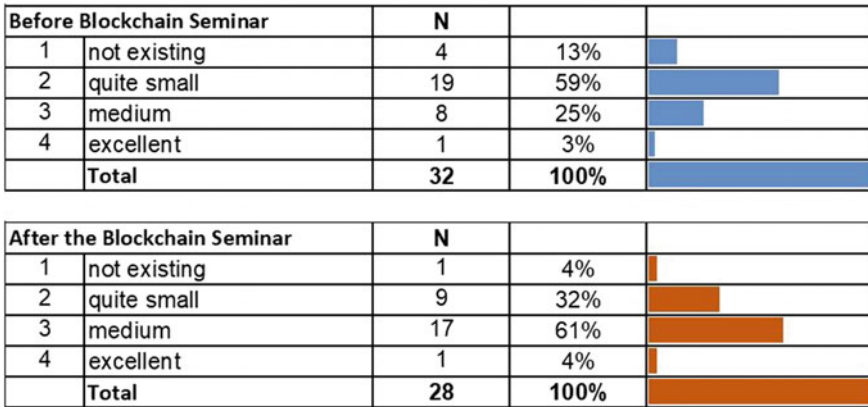 Before Blockchain Seminar N
1 not existing 4 13%
2 quite small 19 59%
3 medium 8 25%
4 excellent 1 3%
Total 32 100%
After the Blockchain Seminar N
1 not existing 1 4%
2 quite small 9 32%
3 medium 17 61%
4 excellent 1 4%
Total 28 100%